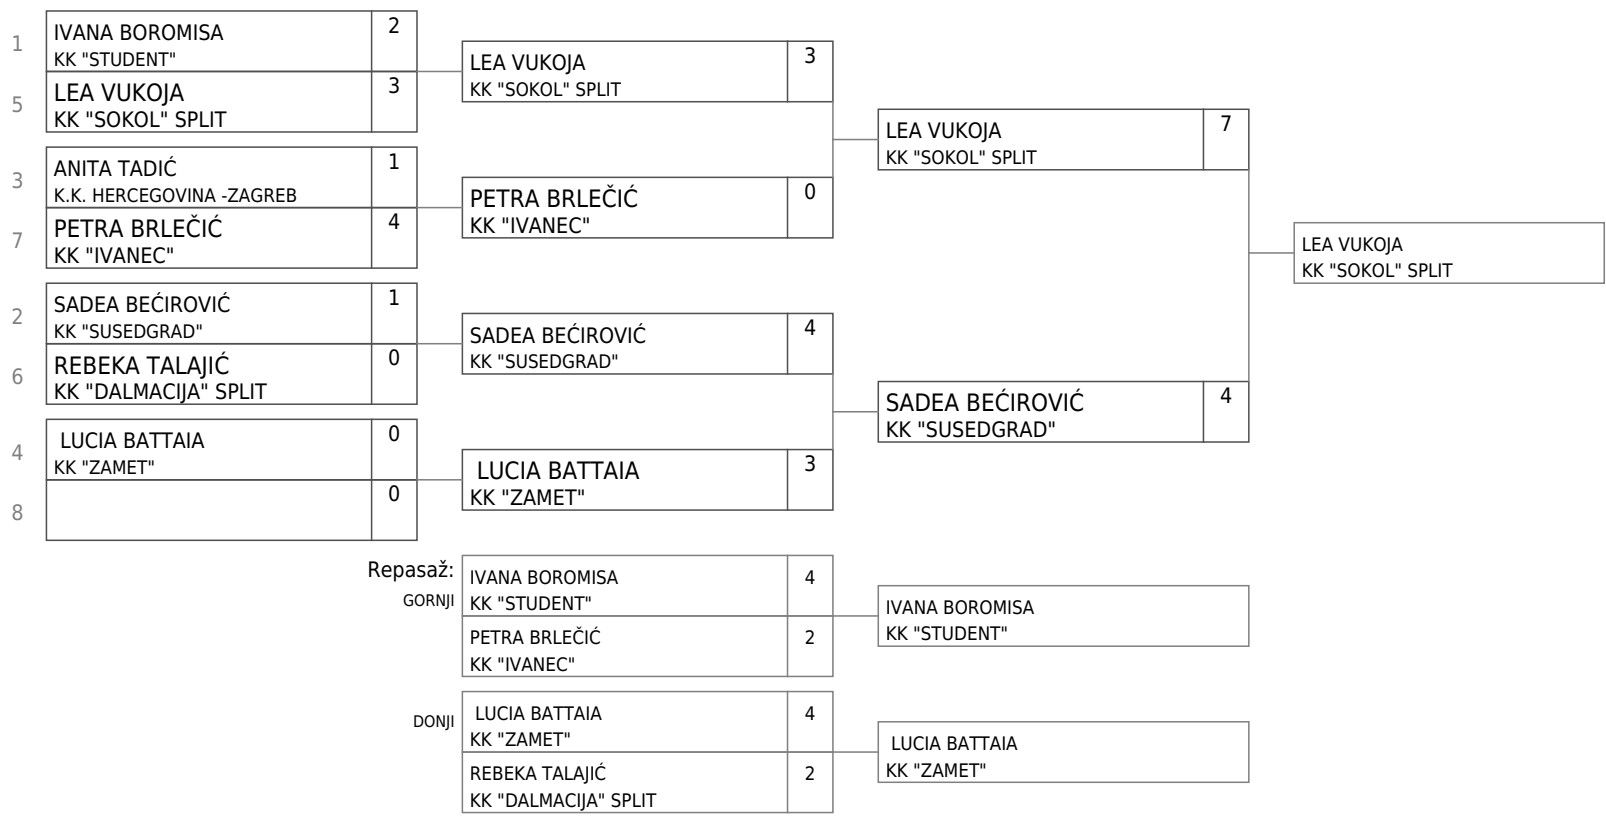 1
IVANA BOROMISA
KK "STUDENT"
2
5
LEA VUKOJA
KK "SOKOL" SPLIT
3
3
ANITA TADIĆ
K.K. HERCEGOVINA -ZAGREB
1
7
PETRA BRLEČIĆ
KK "IVANEC"
4
2
SADEA BEĆIROVIĆ
KK "SUSEDGRAD"
1
6
REBEKA TALAJIĆ
KK "DALMACIJA" SPLIT
0
4
LUCIA BATTAIA
KK "ZAMET"
0
8
0
LEA VUKOJA
KK "SOKOL" SPLIT
3
PETRA BRLEČIĆ
KK "IVANEC"
0
SADEA BEĆIROVIĆ
KK "SUSEDGRAD"
4
LUCIA BATTAIA
KK "ZAMET"
3
LEA VUKOJA
KK "SOKOL" SPLIT
7
SADEA BEĆIROVIĆ
KK "SUSEDGRAD"
4
LEA VUKOJA
KK "SOKOL" SPLIT
Repasaž:
GORNJI
IVANA BOROMISA
KK "STUDENT"
4
PETRA BRLEČIĆ
KK "IVANEC"
2
IVANA BOROMISA
KK "STUDENT"
DONJI
LUCIA BATTAIA
KK "ZAMET"
4
REBEKA TALAJIĆ
KK "DALMACIJA" SPLIT
2
LUCIA BATTAIA
KK "ZAMET"